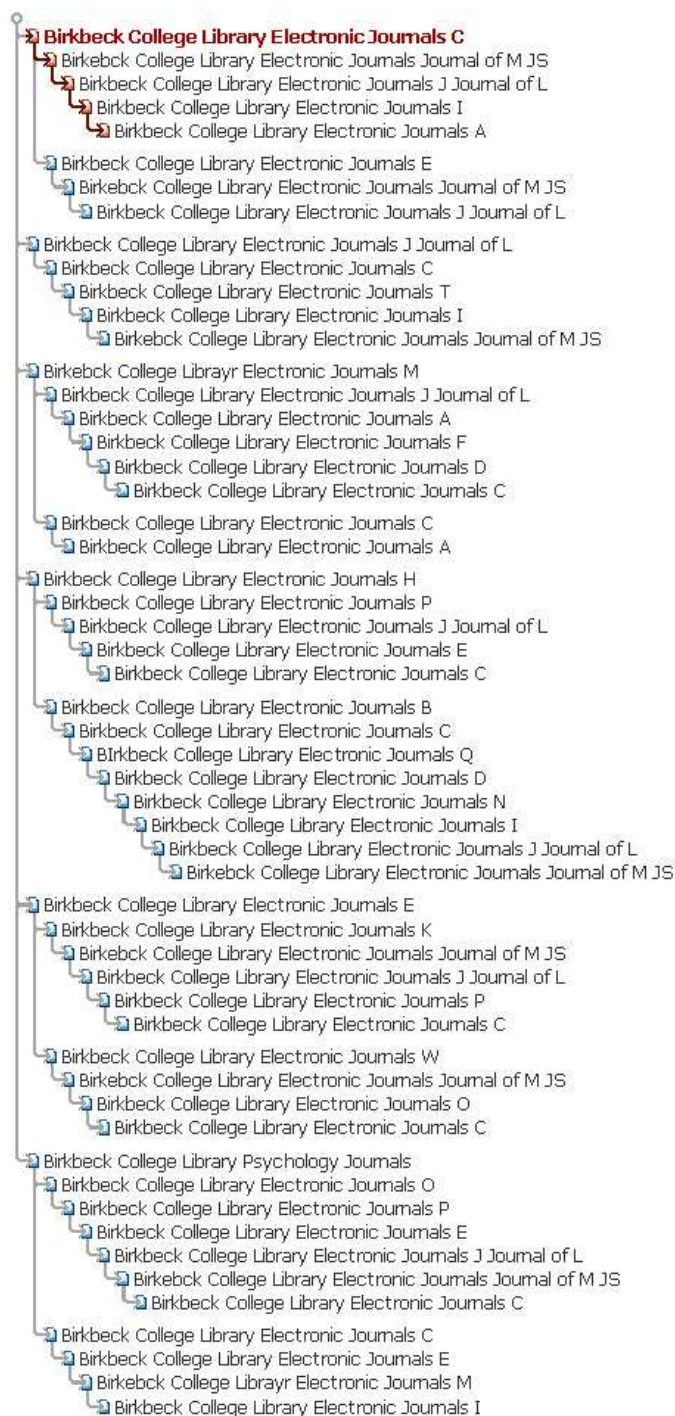 Birkbeck College Library Electronic Journals C
Birkebck College Library Electronic Journals Journal of M JS
Birkbeck College Library Electronic Journals J Journal of L
Birkbeck College Library Electronic Journals I
Birkbeck College Library Electronic Journals A
Birkbeck College Library Electronic Journals E
Birkebck College Library Electronic Journals Journal of M JS
Birkbeck College Library Electronic Journals J Journal of L
Birkbeck College Library Electronic Journals J Journal of L
Birkbeck College Library Electronic Journals C
Birkbeck College Library Electronic Journals T
Birkbeck College Library Electronic Journals I
Birkebck College Library Electronic Journals Journal of M JS
Birkebck College Librayr Electronic Journals M
Birkbeck College Library Electronic Journals J Journal of L
Birkbeck College Library Electronic Journals A
Birkbeck College Library Electronic Journals F
Birkbeck College Library Electronic Journals D
Birkbeck College Library Electronic Journals C
Birkbeck College Library Electronic Journals C
Birkbeck College Library Electronic Journals A
Birkbeck College Library Electronic Journals H
Birkbeck College Library Electronic Journals P
Birkbeck College Library Electronic Journals J Journal of L
Birkbeck College Library Electronic Journals E
Birkbeck College Library Electronic Journals C
Birkbeck College Library Electronic Journals B
Birkbeck College Library Electronic Journals C
BIrkbeck College Library Electronic Journals Q
Birkbeck College Library Electronic Journals D
Birkbeck College Library Electronic Journals N
Birkbeck College Library Electronic Journals I
Birkbeck College Library Electronic Journals J Journal of L
Birkebck College Library Electronic Journals Journal of M JS
Birkbeck College Library Electronic Journals E
Birkbeck College Library Electronic Journals K
Birkebck College Library Electronic Journals Journal of M JS
Birkbeck College Library Electronic Journals J Journal of L
Birkbeck College Library Electronic Journals P
Birkbeck College Library Electronic Journals C
Birkbeck College Library Electronic Journals W
Birkebck College Library Electronic Journals Journal of M JS
Birkbeck College Library Electronic Journals O
Birkbeck College Library Electronic Journals C
Birkbeck College Library Psychology Journals
Birkbeck College Library Electronic Journals O
Birkbeck College Library Electronic Journals P
Birkbeck College Library Electronic Journals E
Birkbeck College Library Electronic Journals J Journal of L
Birkebck College Library Electronic Journals Journal of M JS
Birkbeck College Library Electronic Journals C
Birkbeck College Library Electronic Journals C
Birkbeck College Library Electronic Journals E
Birkebck College Librayr Electronic Journals M
Birkbeck College Library Electronic Journals I